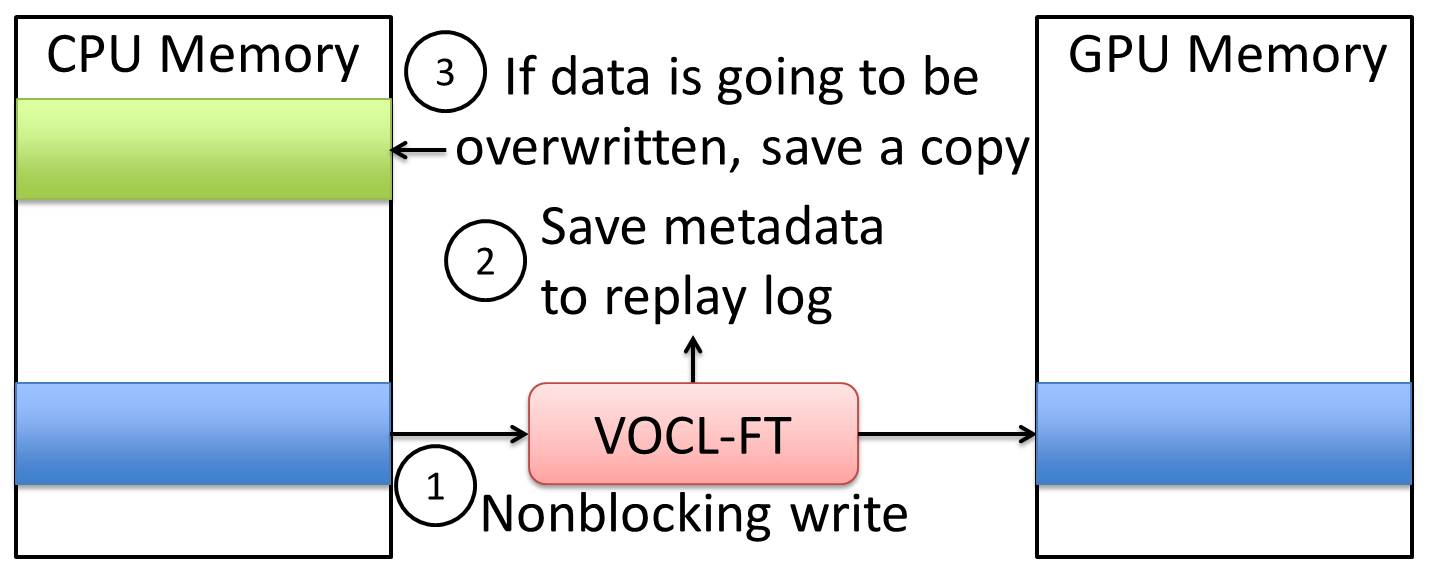 CPU Memory
GPU Memory
3
If data is going to be
overwritten, save a copy
2
Save metadata
to replay log
VOCL-FT
1
Nonblocking write